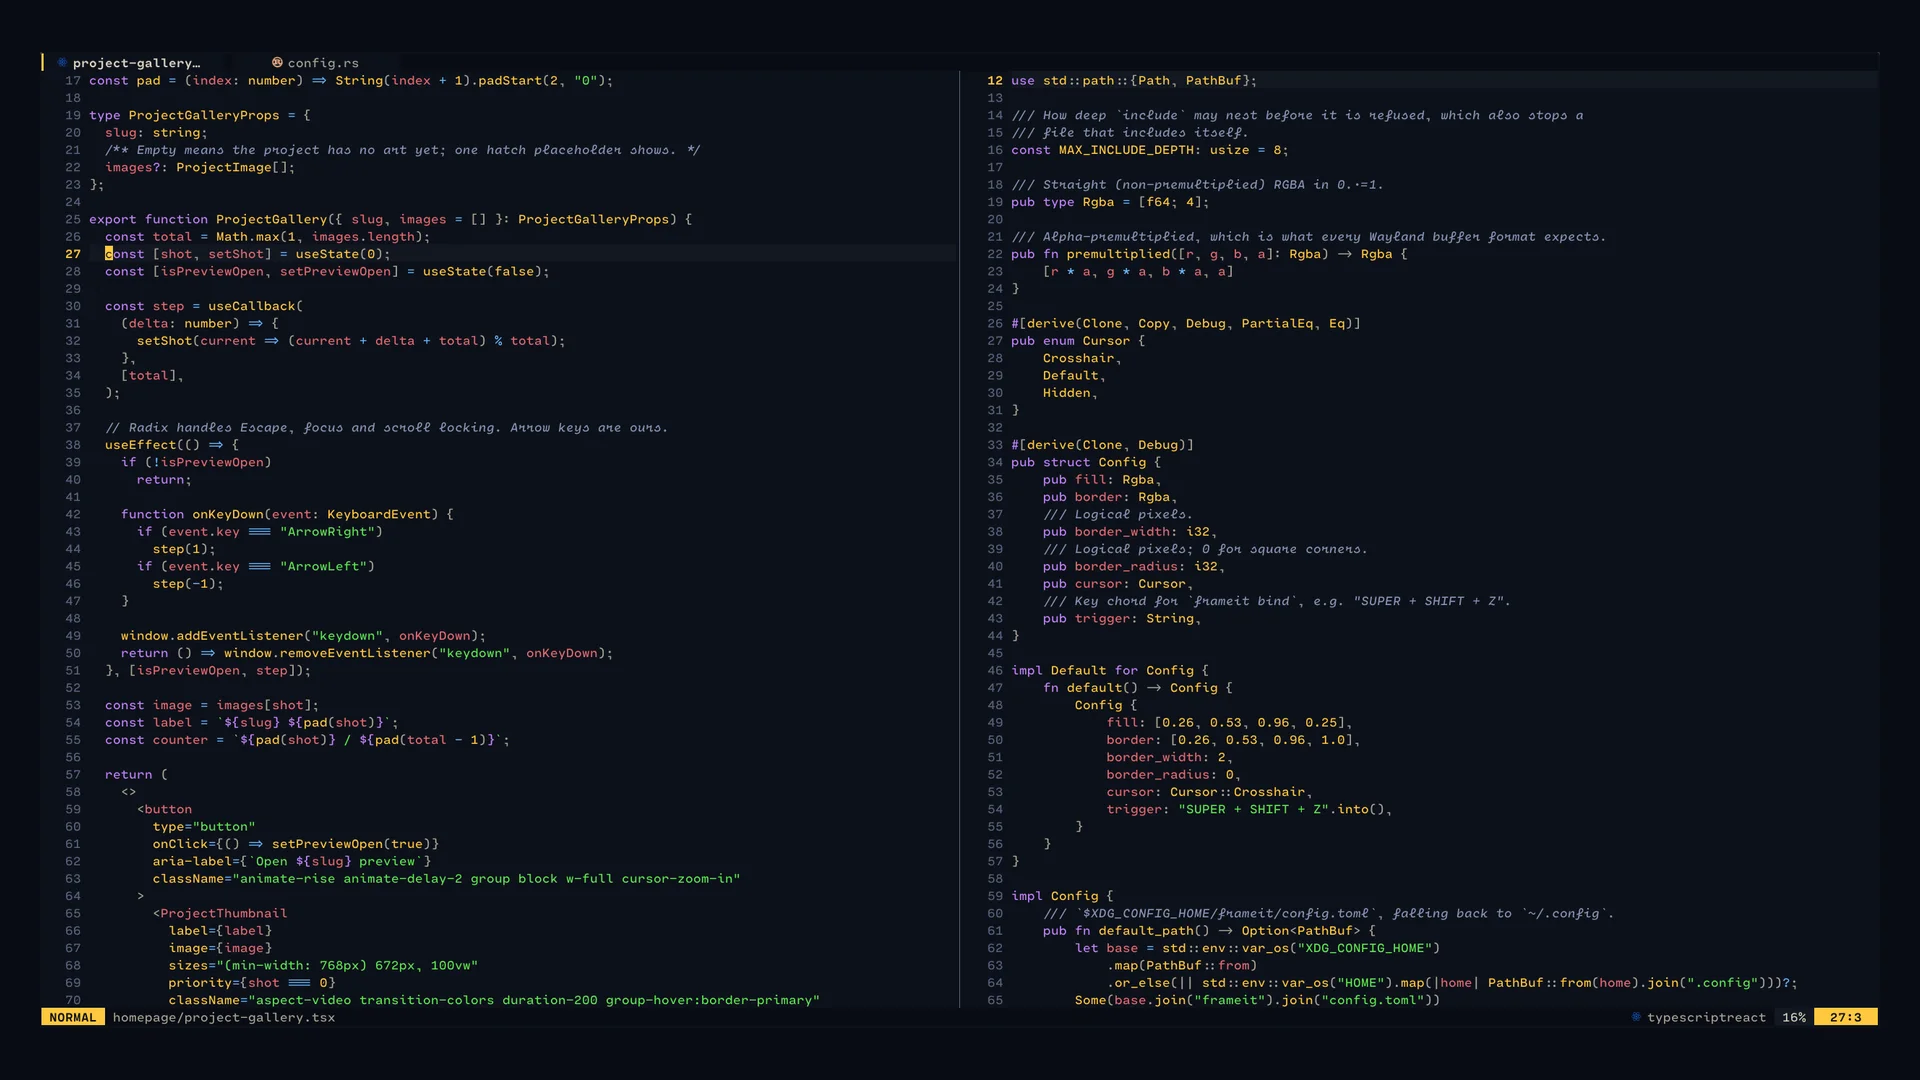 project-gallery…
config.rs
17 const pad = (index: number) => String(index + 1).padStart(2, "0");
18
19 type ProjectGalleryProps = {
20   slug: string;
21   /** Empty means the project has no art yet; one hatch placeholder shows. */
22   images?: ProjectImage[];
23 };
24
25 export function ProjectGallery({ slug, images = [] }: ProjectGalleryProps) {
26   const total = Math.max(1, images.length);
27   const [shot, setShot] = useState(0);
28   const [isPreviewOpen, setPreviewOpen] = useState(false);
29
30   const step = useCallback(
31     (delta: number) => {
32       setShot(current => (current + delta + total) % total);
33     },
34     [total],
35   );
36
37   // Radix handles Escape, focus and scroll locking. Arrow keys are ours.
38   useEffect(() => {
39     if (!isPreviewOpen)
40       return;
41
42     function onKeyDown(event: KeyboardEvent) {
43       if (event.key === "ArrowRight")
44         step(1);
45       if (event.key === "ArrowLeft")
46         step(-1);
47     }
48
49     window.addEventListener("keydown", onKeyDown);
50     return () => window.removeEventListener("keydown", onKeyDown);
51   }, [isPreviewOpen, step]);
52
53   const image = images[shot];
54   const label = `${slug} ${pad(shot)}`;
55   const counter = `${pad(shot)} / ${pad(total - 1)}`;
56
57   return (
58     <>
59       <button
60         type="button"
61         onClick={() => setPreviewOpen(true)}
62         aria-label={`Open ${slug} preview`}
63         className="animate-rise animate-delay-2 group block w-full cursor-zoom-in"
64       >
65         <ProjectThumbnail
66           label={label}
67           image={image}
68           sizes="(min-width: 768px) 672px, 100vw"
69           priority={shot === 0}
70           className="aspect-video transition-colors duration-200 group-hover:border-primary"
12 use std::path::{Path, PathBuf};
13
14 /// How deep `include` may nest before it is refused, which also stops a
15 /// file that includes itself.
16 const MAX_INCLUDE_DEPTH: usize = 8;
17
18 /// Straight (non-premultiplied) RGBA in 0.·=1.
19 pub type Rgba = [f64; 4];
20
21 /// Alpha-premultiplied, which is what every Wayland buffer format expects.
22 pub fn premultiplied([r, g, b, a]: Rgba) -> Rgba {
23     [r * a, g * a, b * a, a]
24 }
25
26 #[derive(Clone, Copy, Debug, PartialEq, Eq)]
27 pub enum Cursor {
28     Crosshair,
29     Default,
30     Hidden,
31 }
32
33 #[derive(Clone, Debug)]
34 pub struct Config {
35     pub fill: Rgba,
36     pub border: Rgba,
37     /// Logical pixels.
38     pub border_width: i32,
39     /// Logical pixels; 0 for square corners.
40     pub border_radius: i32,
41     pub cursor: Cursor,
42     /// Key chord for `frameit bind`, e.g. "SUPER + SHIFT + Z".
43     pub trigger: String,
44 }
45
46 impl Default for Config {
47     fn default() -> Config {
48         Config {
49             fill: [0.26, 0.53, 0.96, 0.25],
50             border: [0.26, 0.53, 0.96, 1.0],
51             border_width: 2,
52             border_radius: 0,
53             cursor: Cursor::Crosshair,
54             trigger: "SUPER + SHIFT + Z".into(),
55         }
56     }
57 }
58
59 impl Config {
60     /// `$XDG_CONFIG_HOME/frameit/config.toml`, falling back to `~/.config`.
61     pub fn default_path() -> Option<PathBuf> {
62         let base = std::env::var_os("XDG_CONFIG_HOME")
63             .map(PathBuf::from)
64             .or_else(|| std::env::var_os("HOME").map(|home| PathBuf::from(home).join(".config")))?;
65         Some(base.join("frameit").join("config.toml"))
NORMAL homepage/project-gallery.tsx
typescriptreact 16% 27:3